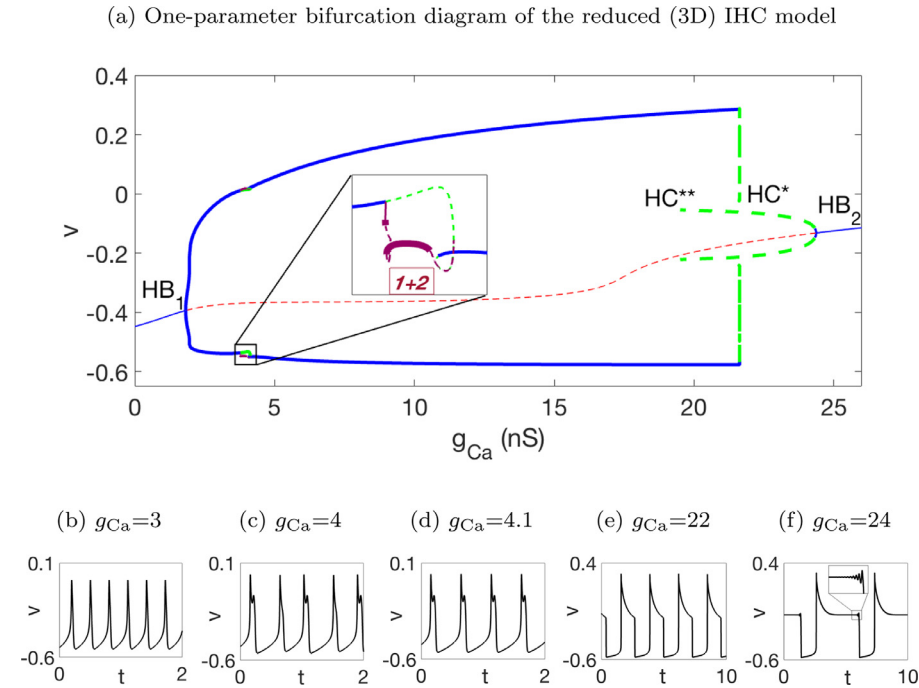 (a) One-parameter bifurcation diagram of the reduced (3D) IHC model
0.4
0.2
0
-0.2
-0.4
-0.6
v
HB1
HC**
HC*
HB2
1+2
0 5 10 15 20 25
gCa (nS)
(b) gCa=3 (c) gCa=4 (d) gCa=4.1 (e) gCa=22 (f) gCa=24
0.1 0.1 0.1 0.4 0.4
v v v v v
-0.6 -0.6 -0.6 -0.6 -0.6
0 t 2 0 t 2 0 t 2 0 t 10 0 t 10